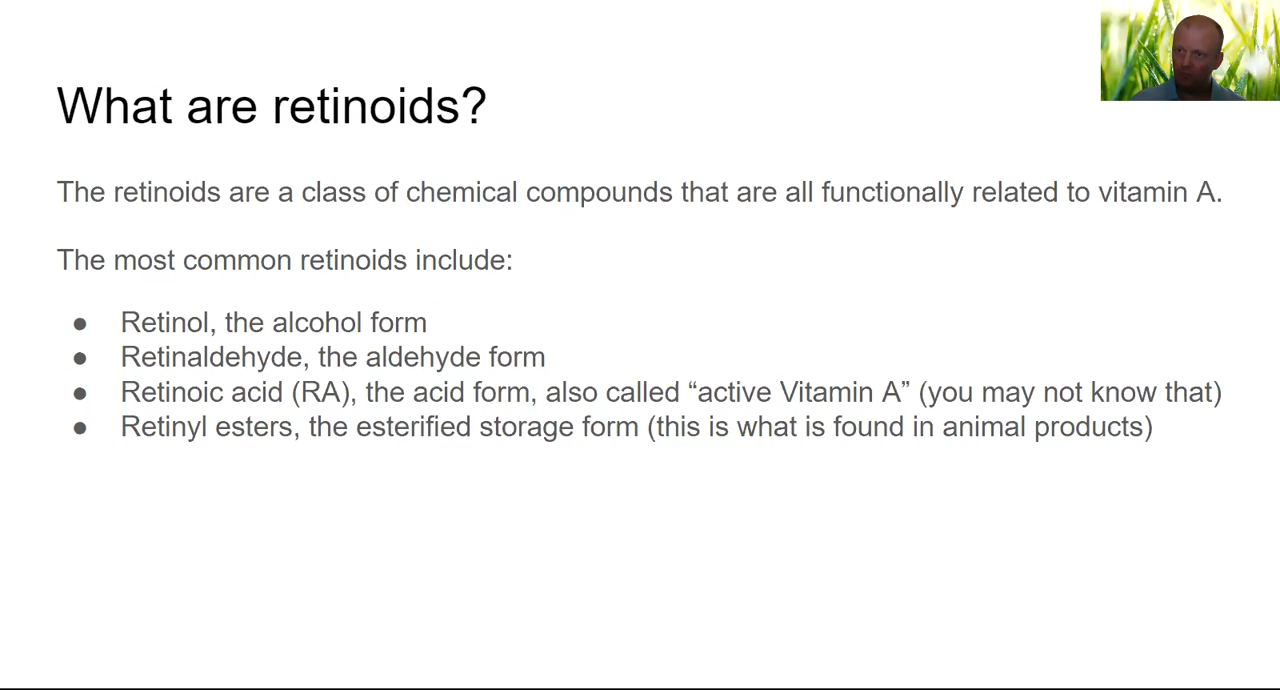 What are retinoids?
The retinoids are a class of chemical compounds that are all functionally related to vitamin A.
The most common retinoids include:
● Retinol, the alcohol form
● Retinaldehyde, the aldehyde form
● Retinoic acid (RA), the acid form, also called “active Vitamin A” (you may not know that)
● Retinyl esters, the esterified storage form (this is what is found in animal products)